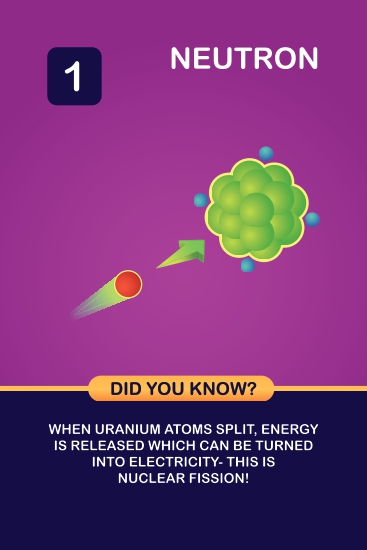 1
NEUTRON
DID YOU KNOW?
WHEN URANIUM ATOMS SPLIT, ENERGY
IS RELEASED WHICH CAN BE TURNED
INTO ELECTRICITY- THIS IS
NUCLEAR FISSION!